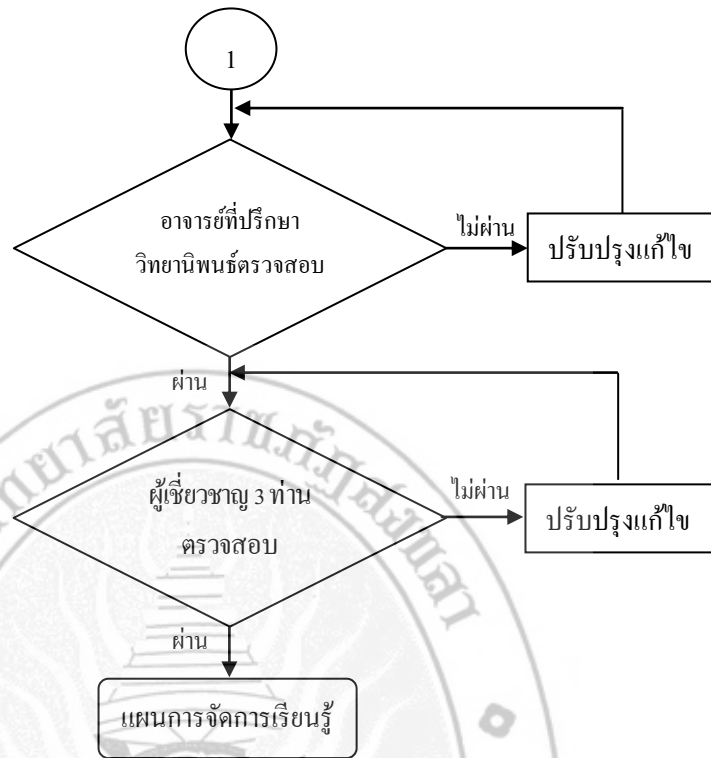 1
อาจารย์ที่ปรึกษา
วิทยานิพนธ์ตรวจสอบ
ไม่ผ่าน
ปรับปรุงแก้ไข
ผ่าน
ผู้เชี่ยวชาญ 3 ท่าน
ตรวจสอบ
ไม่ผ่าน
ปรับปรุงแก้ไข
ผ่าน
แผนการจัดการเรียนรู้